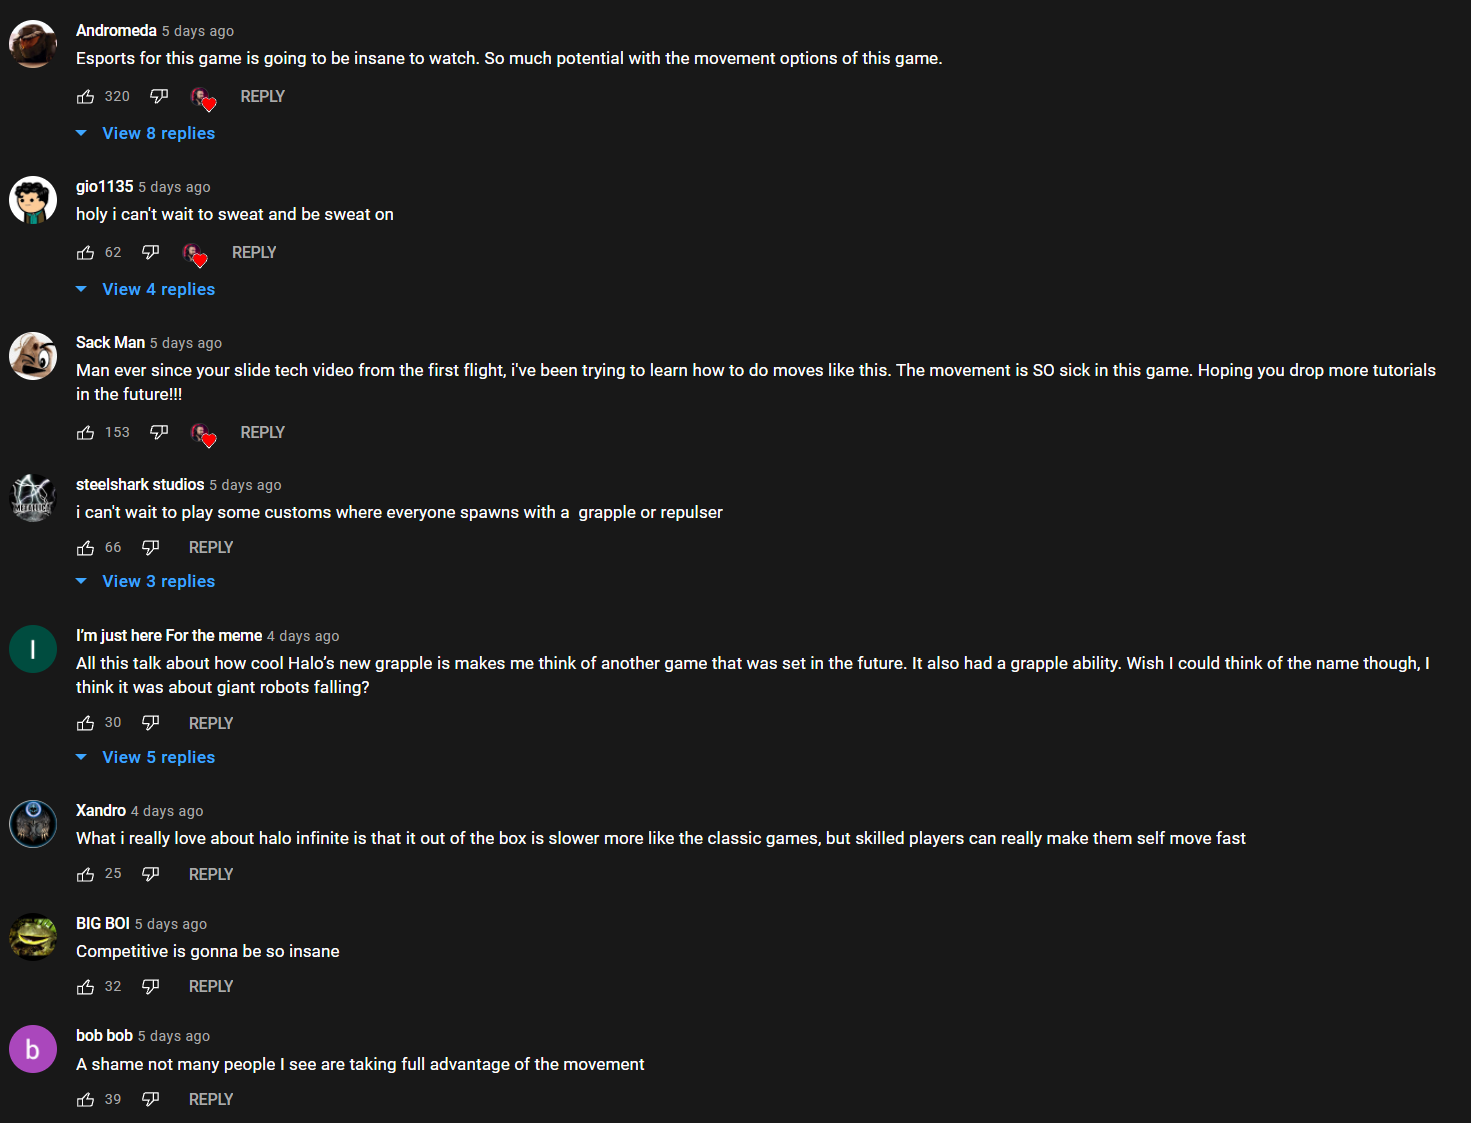 Andromeda 5 days ago
Esports for this game is going to be insane to watch. So much potential with the movement options of this game.
320 REPLY
View 8 replies
gio1135 5 days ago
holy i can't wait to sweat and be sweat on
62 REPLY
View 4 replies
Sack Man 5 days ago
Man ever since your slide tech video from the first flight, i've been trying to learn how to do moves like this. The movement is SO sick in this game. Hoping you drop more tutorials
in the future!!!
153 REPLY
steelshark studios 5 days ago
i can't wait to play some customs where everyone spawns with a  grapple or repulser
66 REPLY
View 3 replies
I
I’m just here For the meme 4 days ago
All this talk about how cool Halo’s new grapple is makes me think of another game that was set in the future. It also had a grapple ability. Wish I could think of the name though, I
think it was about giant robots falling?
30 REPLY
View 5 replies
Xandro 4 days ago
What i really love about halo infinite is that it out of the box is slower more like the classic games, but skilled players can really make them self move fast
25 REPLY
BIG BOI 5 days ago
Competitive is gonna be so insane
32 REPLY
b
bob bob 5 days ago
A shame not many people I see are taking full advantage of the movement
39 REPLY